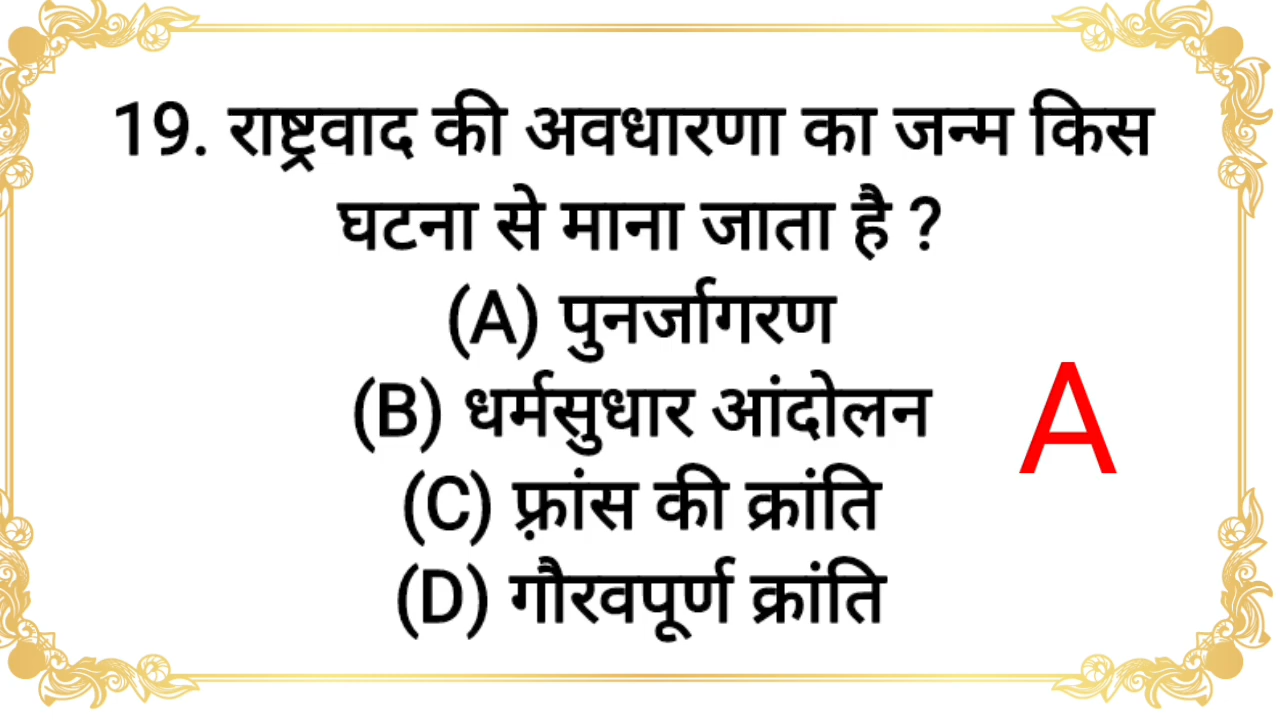 19. राष्ट्रवाद की अवधारणा का जन्म किस
घटना से माना जाता है ?
(A) पुनर्जागरण
(B) धर्मसुधार आंदोलन
A
(C) फ़्रांस की क्रांति
(D) गौरवपूर्ण क्रांति